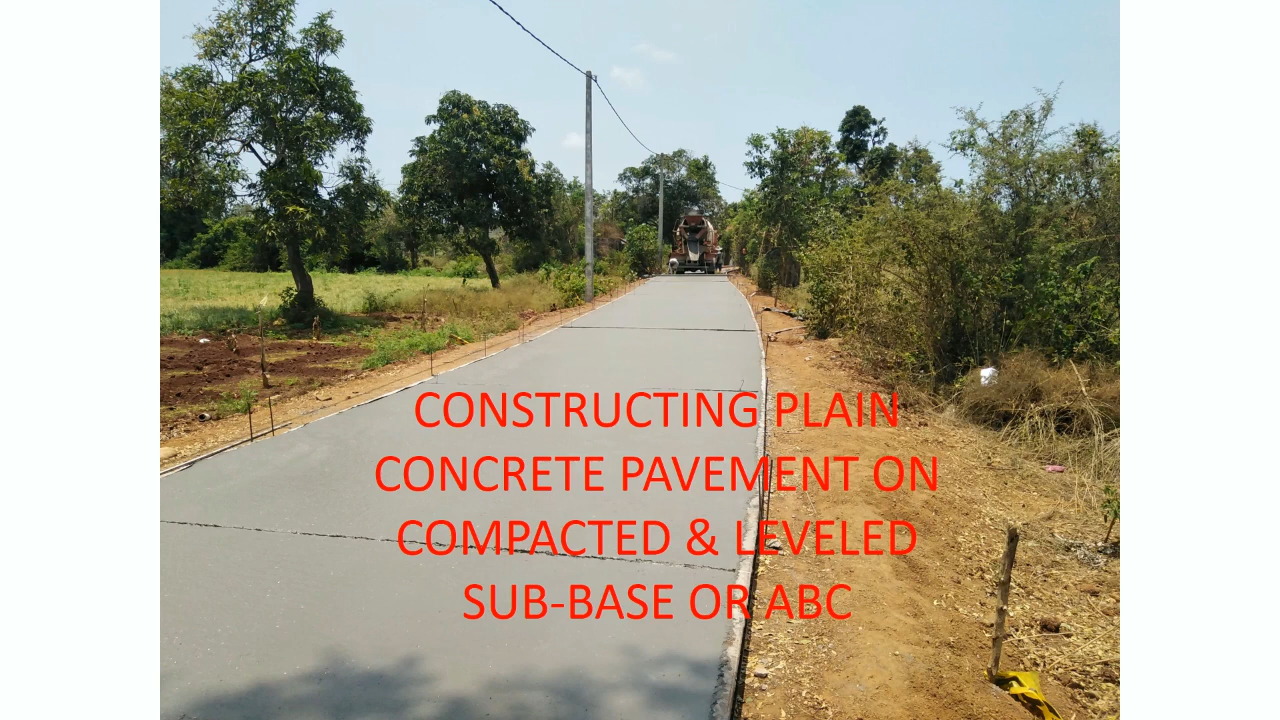 CONSTRUCTING PLAIN
CONCRETE PAVEMENT ON
COMPACTED & LEVELED
SUB-BASE OR ABC